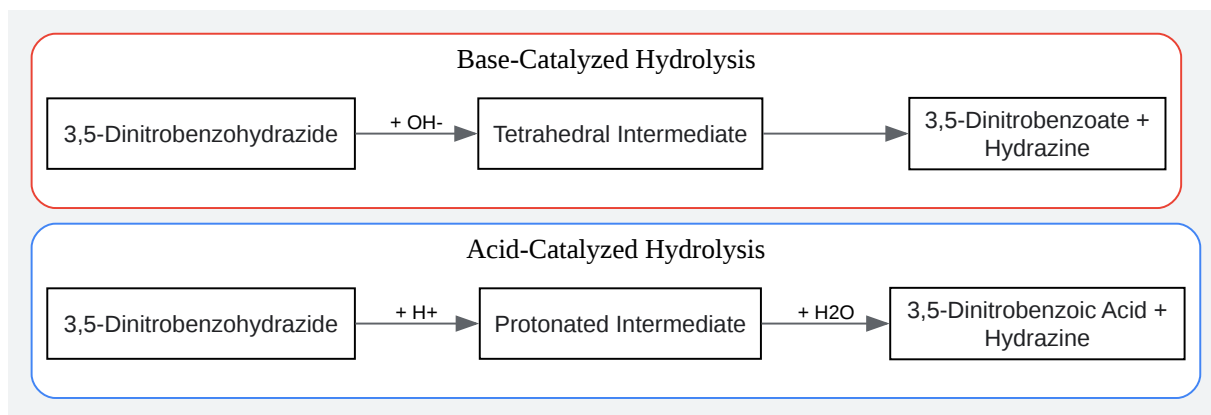 Base-Catalyzed Hydrolysis
3,5-Dinitrobenzohydrazide
+ OH-
Tetrahedral Intermediate
3,5-Dinitrobenzoate +
Hydrazine
Acid-Catalyzed Hydrolysis
3,5-Dinitrobenzohydrazide
+ H+
Protonated Intermediate
+ H2O
3,5-Dinitrobenzoic Acid +
Hydrazine